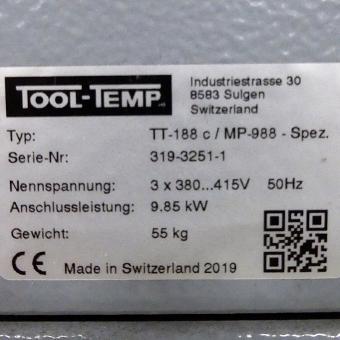 TOOL-TEMP
Industriestrasse 30
8583 Sulgen
Switzerland
Typ: TT-188 c / MP-988 - Spez.
Serie-Nr: 319-3251-1
Nennspannung: 3 x 380...415V 50Hz
Anschlussleistung: 9.85 kW
Gewicht: 55 kg
CE Made in Switzerland 2019